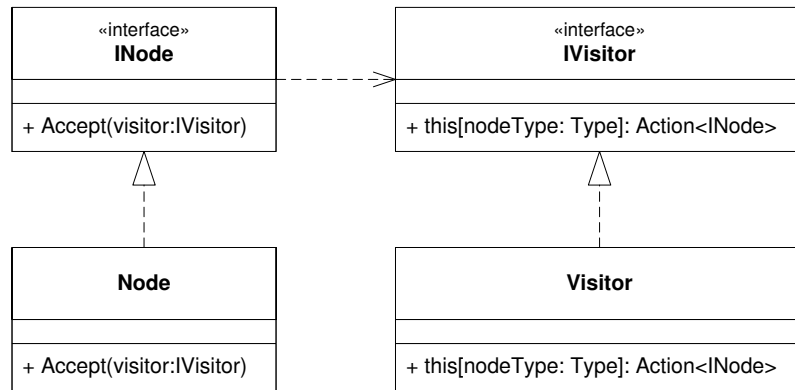 «interface»
INode
+ Accept(visitor:IVisitor)
«interface»
IVisitor
+ this[nodeType: Type]: Action<INode>
Node
+ Accept(visitor:IVisitor)
Visitor
+ this[nodeType: Type]: Action<INode>